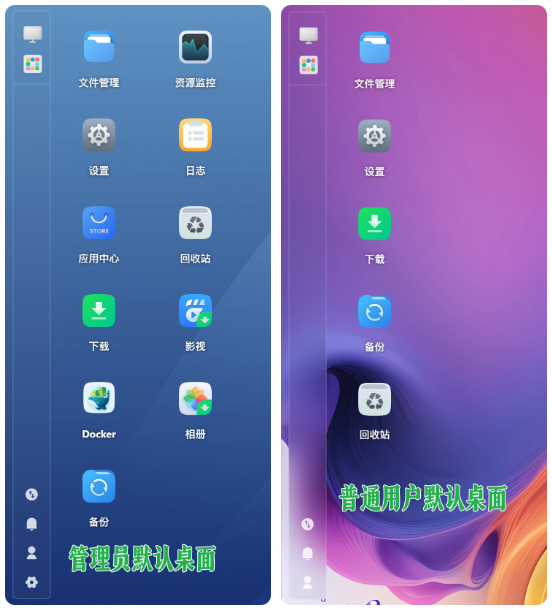 文件管理
资源监控
设置
日志
STORE
应用中心
回收站
下载
影视
Docker
相册
备份
管理员默认桌面
文件管理
设置
下载
备份
回收站
普通用户默认桌面